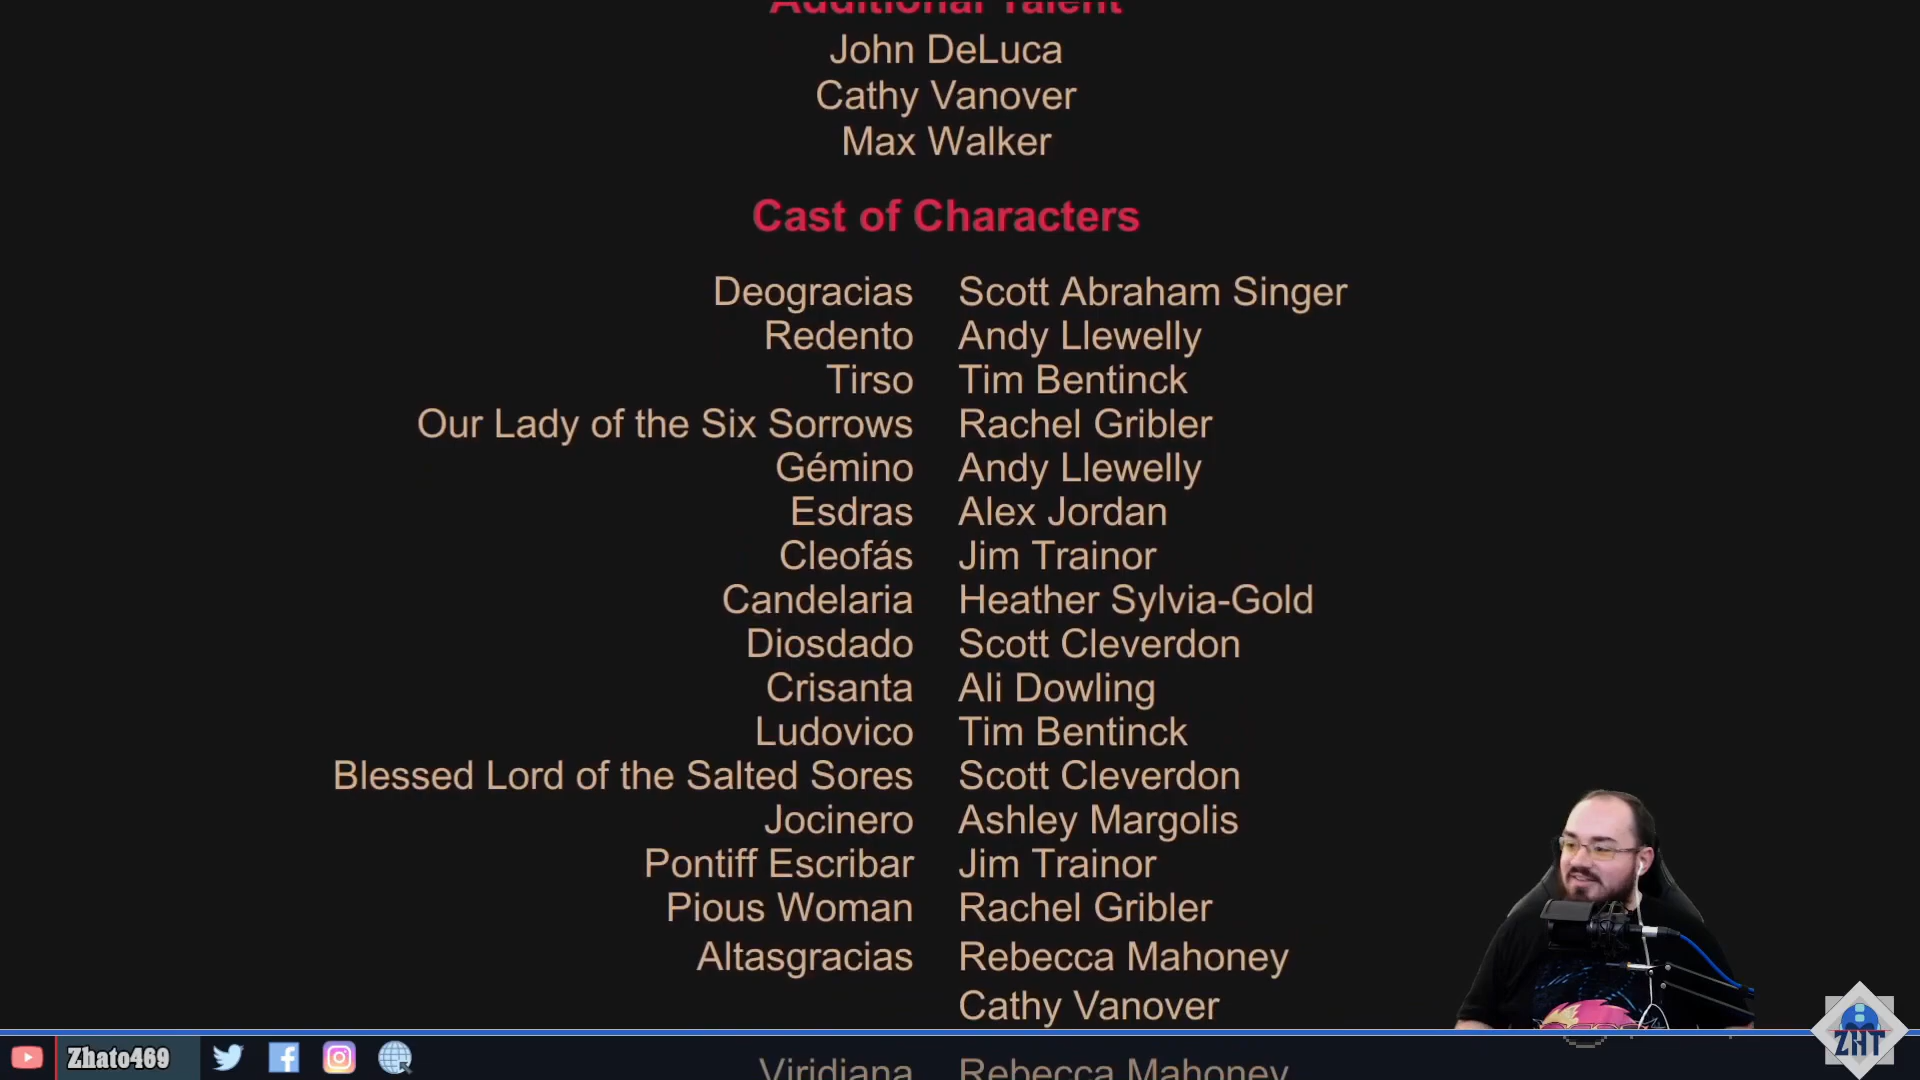 Additional Talent
John DeLuca
Cathy Vanover
Max Walker
Cast of Characters
Deogracias Scott Abraham Singer
Redento Andy Llewelly
Tirso Tim Bentinck
Our Lady of the Six Sorrows Rachel Gribler
Gémino Andy Llewelly
Esdras Alex Jordan
Cleofás Jim Trainor
Candelaria Heather Sylvia-Gold
Diosdado Scott Cleverdon
Crisanta Ali Dowling
Ludovico Tim Bentinck
Blessed Lord of the Salted Sores Scott Cleverdon
Jocinero Ashley Margolis
Pontiff Escribar Jim Trainor
Pious Woman Rachel Gribler
Altasgracias Rebecca Mahoney
Cathy Vanover
Viridiana Rebecca Mahoney
Zhato469
ZHT